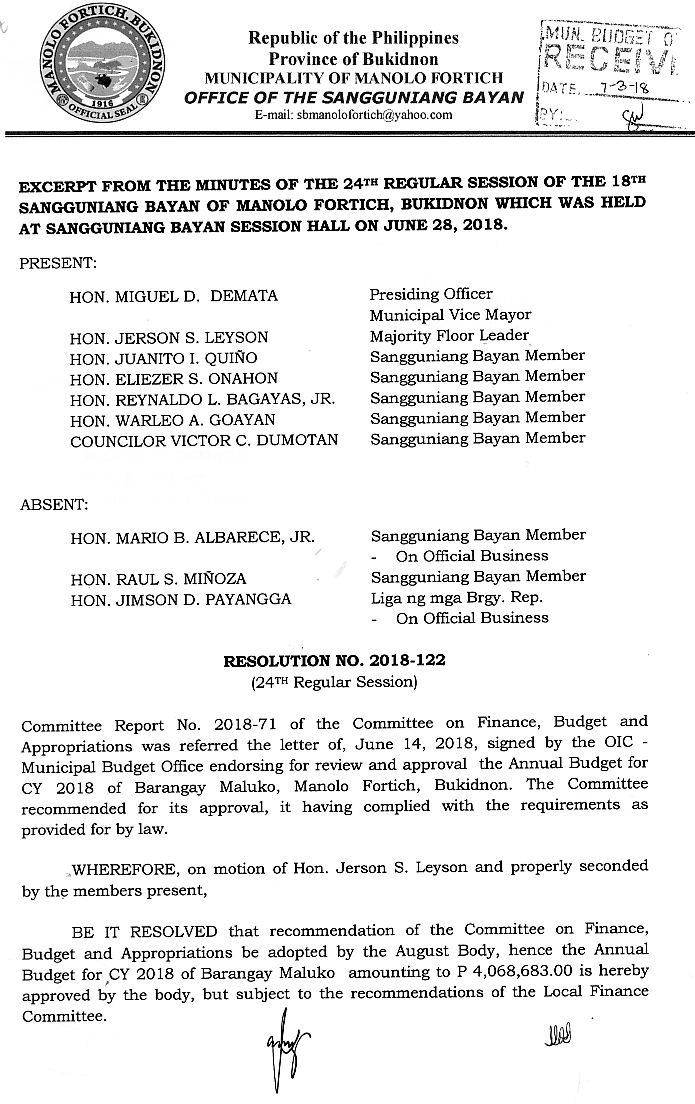 MANOLO FORTICH, BUKIDNON
1916
OFFICIAL SEAL
Republic of the Philippines
Province of Bukidnon
MUNICIPALITY OF MANOLO FORTICH
OFFICE OF THE SANGGUNIANG BAYAN
E-mail: sbmanolofortich@yahoo.com
MUN. BUDGET O
RECEIV
DATE. 7-3-18
BY:
EXCERPT FROM THE MINUTES OF THE 24TH REGULAR SESSION OF THE 18TH
SANGGUNIANG BAYAN OF MANOLO FORTICH, BUKIDNON WHICH WAS HELD
AT SANGGUNIANG BAYAN SESSION HALL ON JUNE 28, 2018.
PRESENT:
HON. MIGUEL D. DEMATA Presiding Officer
Municipal Vice Mayor
HON. JERSON S. LEYSON Majority Floor Leader
HON. JUANITO I. QUIÑO Sangguniang Bayan Member
HON. ELIEZER S. ONAHON Sangguniang Bayan Member
HON. REYNALDO L. BAGAYAS, JR. Sangguniang Bayan Member
HON. WARLEO A. GOAYAN Sangguniang Bayan Member
COUNCILOR VICTOR C. DUMOTAN Sangguniang Bayan Member
ABSENT:
HON. MARIO B. ALBARECE, JR. Sangguniang Bayan Member
- On Official Business
HON. RAUL S. MIÑOZA Sangguniang Bayan Member
HON. JIMSON D. PAYANGGA Liga ng mga Brgy. Rep.
- On Official Business
RESOLUTION NO. 2018-122
(24TH Regular Session)
Committee Report No. 2018-71 of the Committee on Finance, Budget and
Appropriations was referred the letter of, June 14, 2018, signed by the OIC -
Municipal Budget Office endorsing for review and approval the Annual Budget for
CY 2018 of Barangay Maluko, Manolo Fortich, Bukidnon. The Committee
recommended for its approval, it having complied with the requirements as
provided for by law.
WHEREFORE, on motion of Hon. Jerson S. Leyson and properly seconded
by the members present,
BE IT RESOLVED that recommendation of the Committee on Finance,
Budget and Appropriations be adopted by the August Body, hence the Annual
Budget for CY 2018 of Barangay Maluko amounting to P 4,068,683.00 is hereby
approved by the body, but subject to the recommendations of the Local Finance
Committee.